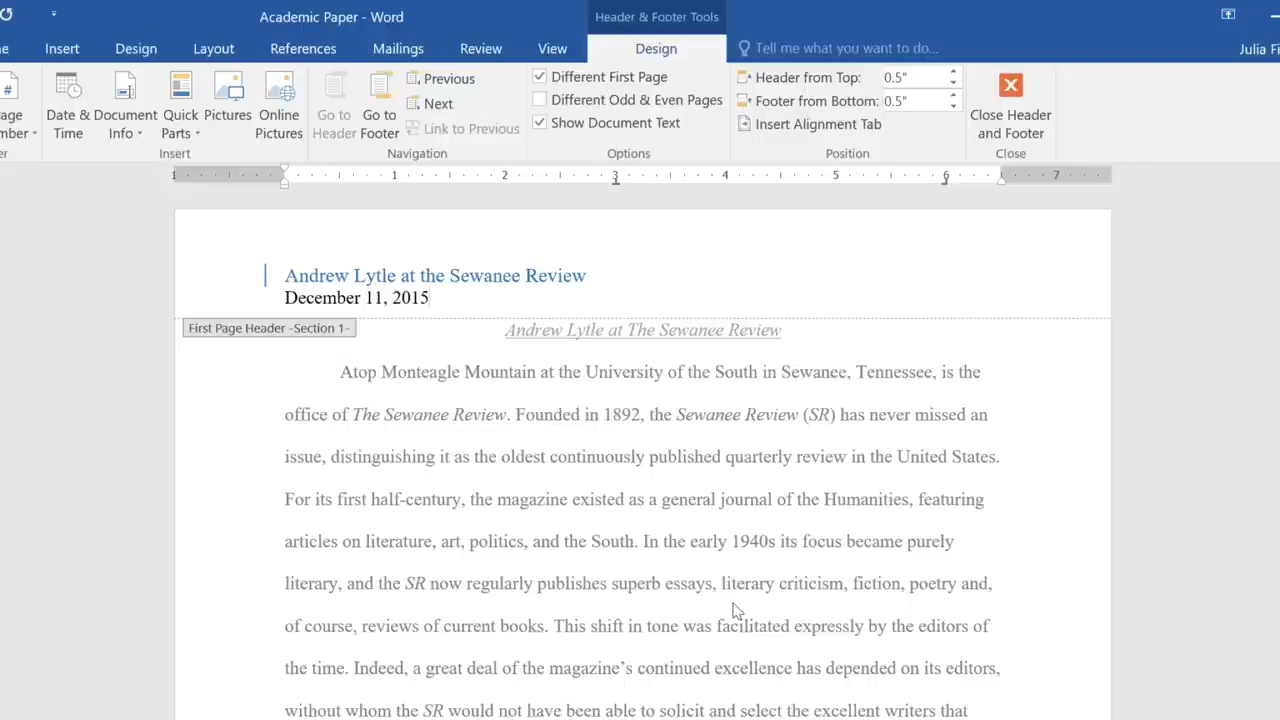 Academic Paper - Word
Header & Footer Tools
Insert
Design
Layout
References
Mailings
Review
View
Design
Tell me what you want to do...
Date & Time
Document Info
Quick Parts
Pictures
Online Pictures
Insert
Go to Header
Go to Footer
Previous
Next
Link to Previous
Navigation
Different First Page
Different Odd & Even Pages
Show Document Text
Options
Header from Top: 0.5"
Footer from Bottom: 0.5"
Insert Alignment Tab
Position
Close Header and Footer
Close
1 1 2 3 4 5 6 7
Andrew Lytle at the Sewanee Review
December 11, 2015
First Page Header -Section 1-
Andrew Lytle at The Sewanee Review
Atop Monteagle Mountain at the University of the South in Sewanee, Tennessee, is the
office of The Sewanee Review. Founded in 1892, the Sewanee Review (SR) has never missed an
issue, distinguishing it as the oldest continuously published quarterly review in the United States.
For its first half-century, the magazine existed as a general journal of the Humanities, featuring
articles on literature, art, politics, and the South. In the early 1940s its focus became purely
literary, and the SR now regularly publishes superb essays, literary criticism, fiction, poetry and,
of course, reviews of current books. This shift in tone was facilitated expressly by the editors of
the time. Indeed, a great deal of the magazine’s continued excellence has depended on its editors,
without whom the SR would not have been able to solicit and select the excellent writers that